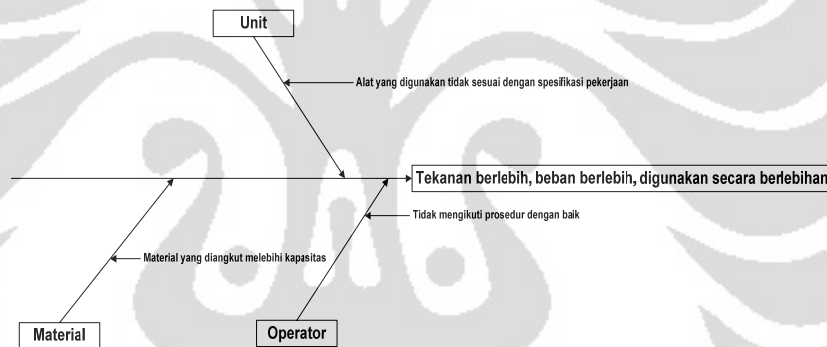 Unit
Alat yang digunakan tidak sesuai dengan spesifikasi pekerjaan
Tekanan berlebih, beban berlebih, digunakan secara berlebihan
Tidak mengikuti prosedur dengan baik
Material yang diangkut melebihi kapasitas
Material
Operator